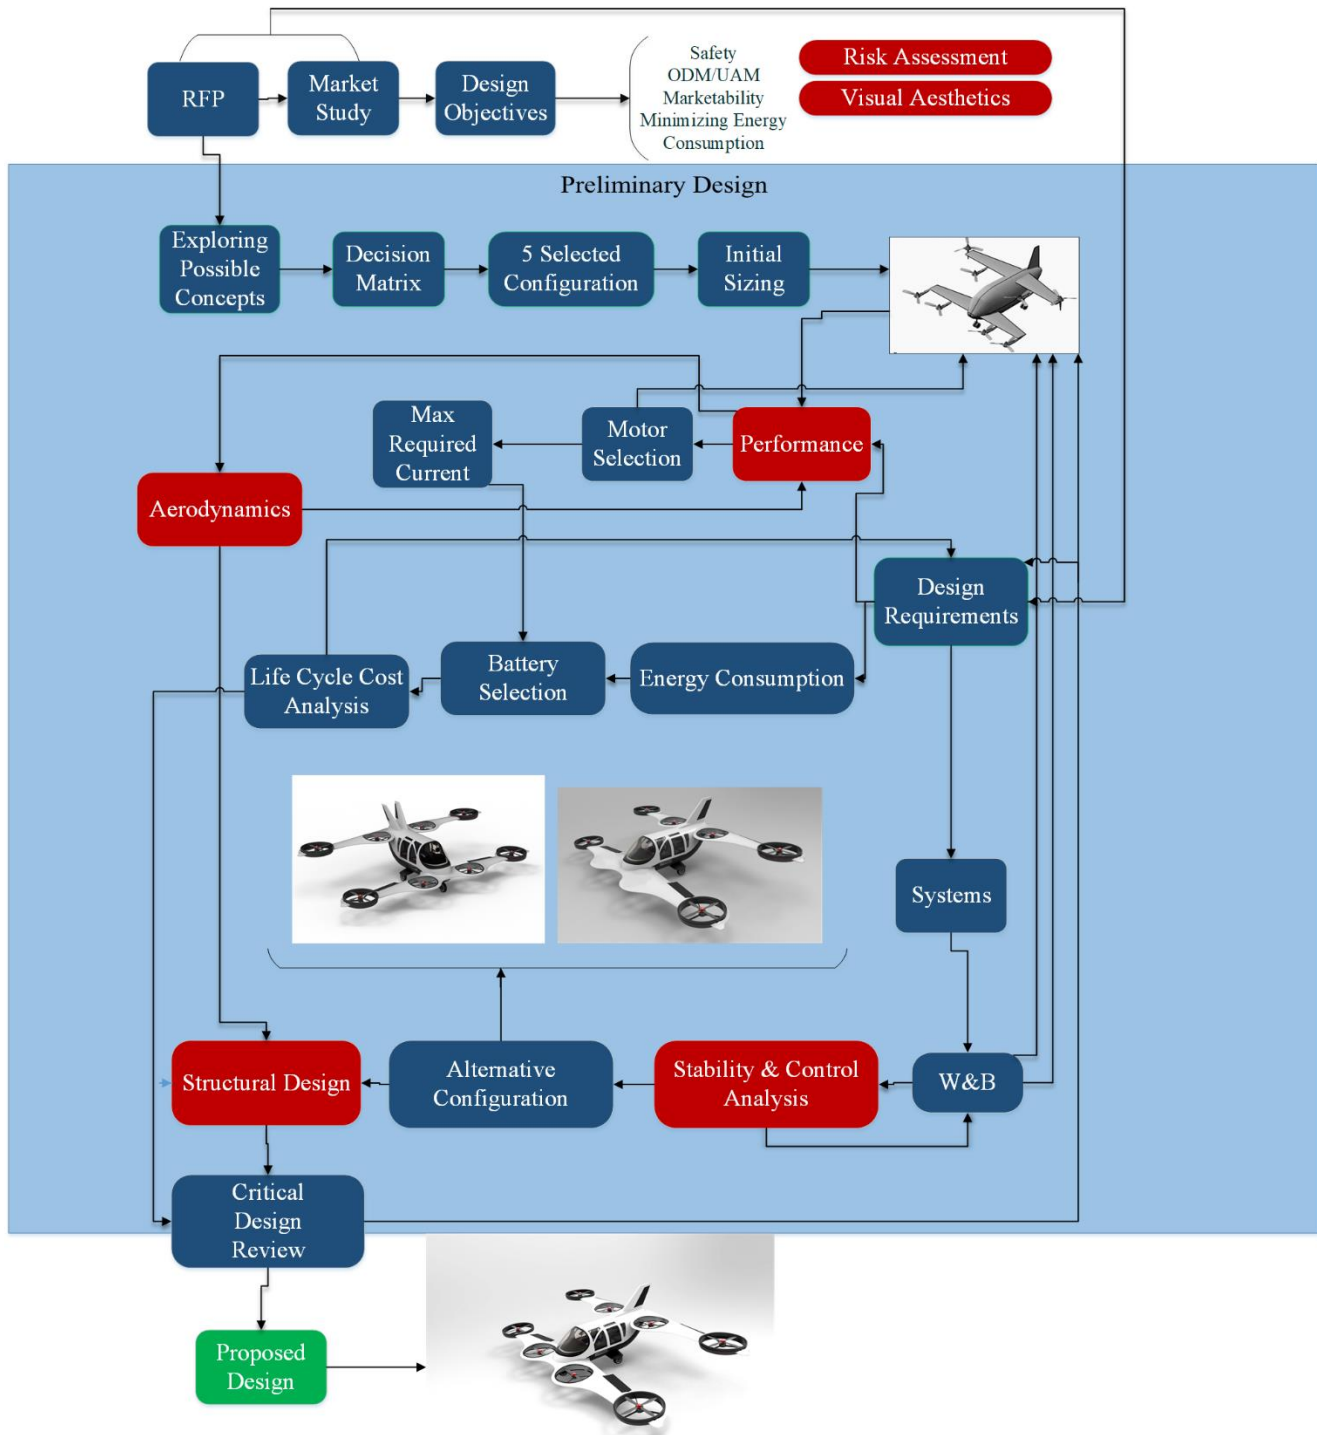 RFP
Market
Study
Design
Objectives
Safety
ODM/UAM
Marketability
Minimizing Energy
Consumption
Risk Assessment
Visual Aesthetics
Preliminary Design
Exploring
Possible
Concepts
Decision
Matrix
5 Selected
Configuration
Initial
Sizing
Max
Required
Current
Motor
Selection
Performance
Aerodynamics
Design
Requirements
Life Cycle Cost
Analysis
Battery
Selection
Energy Consumption
Systems
Structural Design
Alternative
Configuration
Stability & Control
Analysis
W&B
Critical
Design
Review
Proposed
Design